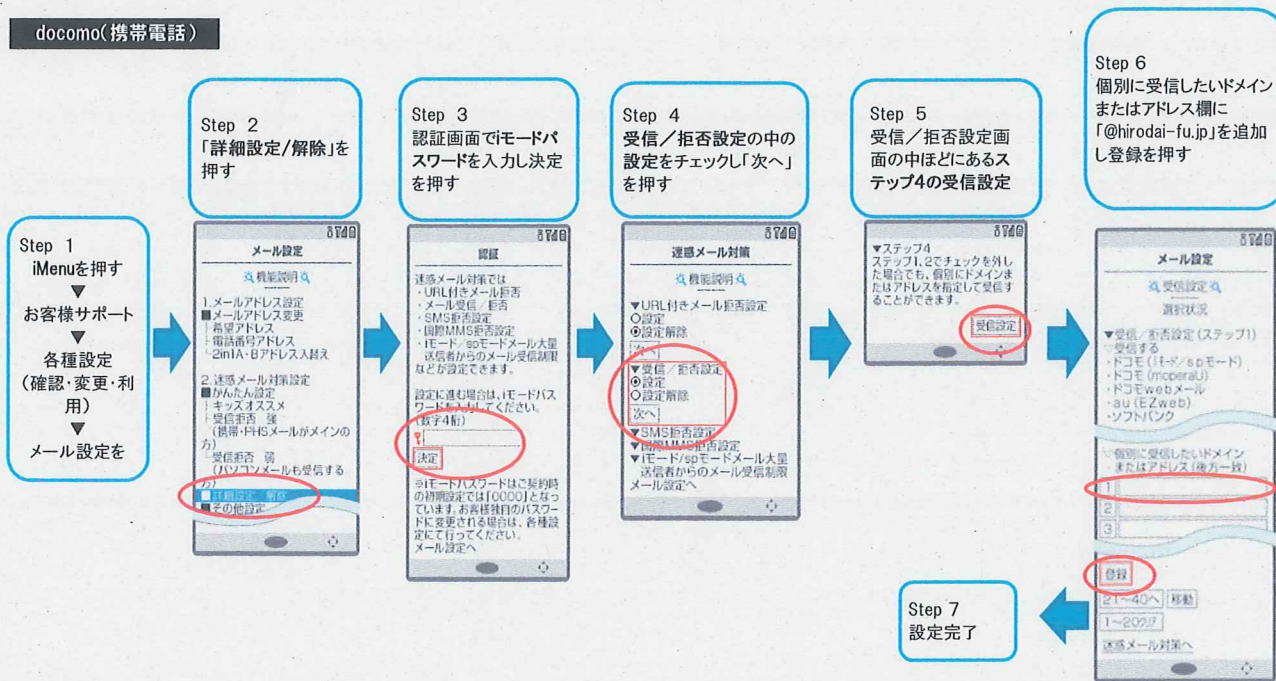 docomo(携帯電話)
Step 1
iMenuを押す
▼
お客様サポート
▼
各種設定
(確認・変更・利
用)
▼
メール設定を
Step 2
「詳細設定/解除」を
押す
メール設定
機能説明
1.メールアドレス設定
■メールアドレス変更
├希望アドレス
├電話番号アドレス
└2in1A・Bアドレス入替え
2.迷惑メール対策設定
■かんたん設定
├キッズオススメ
├受信拒否 強
(携帯・PHSメールがメインの
方)
└受信拒否 弱
(パソコンメールも受信する
方)
■詳細設定/解除
■その他設定
Step 3
認証画面でiモードパ
スワードを入力し決定
を押す
認証
迷惑メール対策では
・URL付きメール拒否
・メール受信/拒否
・SMS拒否設定
・国際MMS拒否設定
・iモード/spモードメール大量
送信者からのメール受信制限
などが設定できます。
設定に進む場合は、iモードパス
ワードを入力してください。
(数字4桁)
決定
※iモードパスワードはご契約時
の初期設定では「0000」となっ
ています。お客様独自のパスワー
ドに変更される場合は、各種設
定にて行ってください。
メール設定へ
Step 4
受信/拒否設定の中の
設定をチェックし「次へ」
を押す
迷惑メール対策
機能説明
▼URL付きメール拒否設定
○設定
◉設定解除
次へ
▼受信/拒否設定
◉設定
○設定解除
次へ
▼SMS拒否設定
▼国際MMS拒否設定
▼iモード/spモードメール大量
送信者からのメール受信制限
メール設定へ
Step 5
受信/拒否設定画
面の中ほどにあるス
テップ4の受信設定
▼ステップ4
ステップ1、2でチェックを外し
た場合でも、個別にドメインま
たはアドレスを指定して受信す
ることができます。
受信設定
Step 6
個別に受信したいドメイン
またはアドレス欄に
「@hirodai-fu.jp」を追加
し登録を押す
メール設定
受信設定
選択状況
▼受信/拒否設定(ステップ1)
▽受信する
・ドコモ(iモード/spモード)
・ドコモ(moperaU)
・ドコモwebメール
・au(EZweb)
・ソフトバンク
▽個別に受信したいドメイン
またはアドレス(後方一致)
1
2
3
登録
21~40へ 移動
1~20クリア
迷惑メール対策へ
Step 7
設定完了